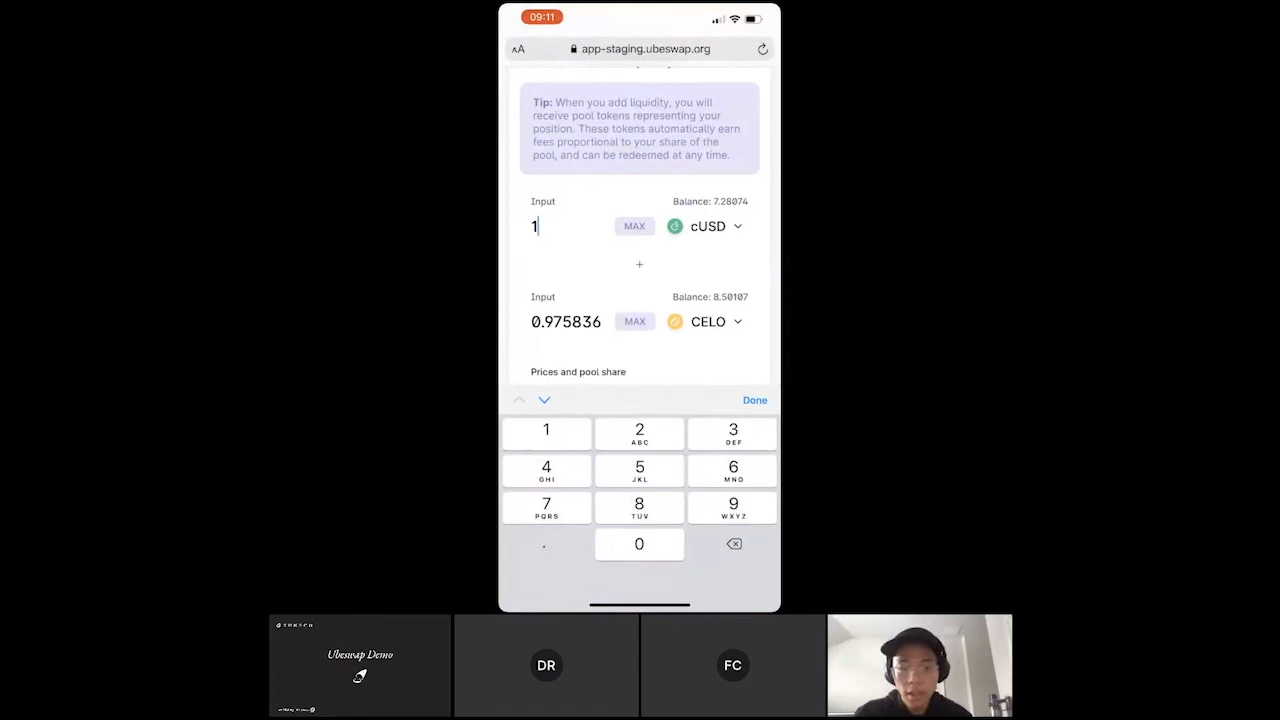 09:11
AA app-staging.ubeswap.org
Tip: When you add liquidity, you will
receive pool tokens representing your
position. These tokens automatically earn
fees proportional to your share of the
pool, and can be redeemed at any time.
Input Balance: 7.28074
1 MAX cUSD
+
Input Balance: 8.50107
0.975836 MAX CELO
Prices and pool share
Done
1 2 3
ABC DEF
4 5 6
GHI JKL MNO
7 8 9
PQRS TUV WXYZ
. 0
Ubeswap Demo
DR
FC